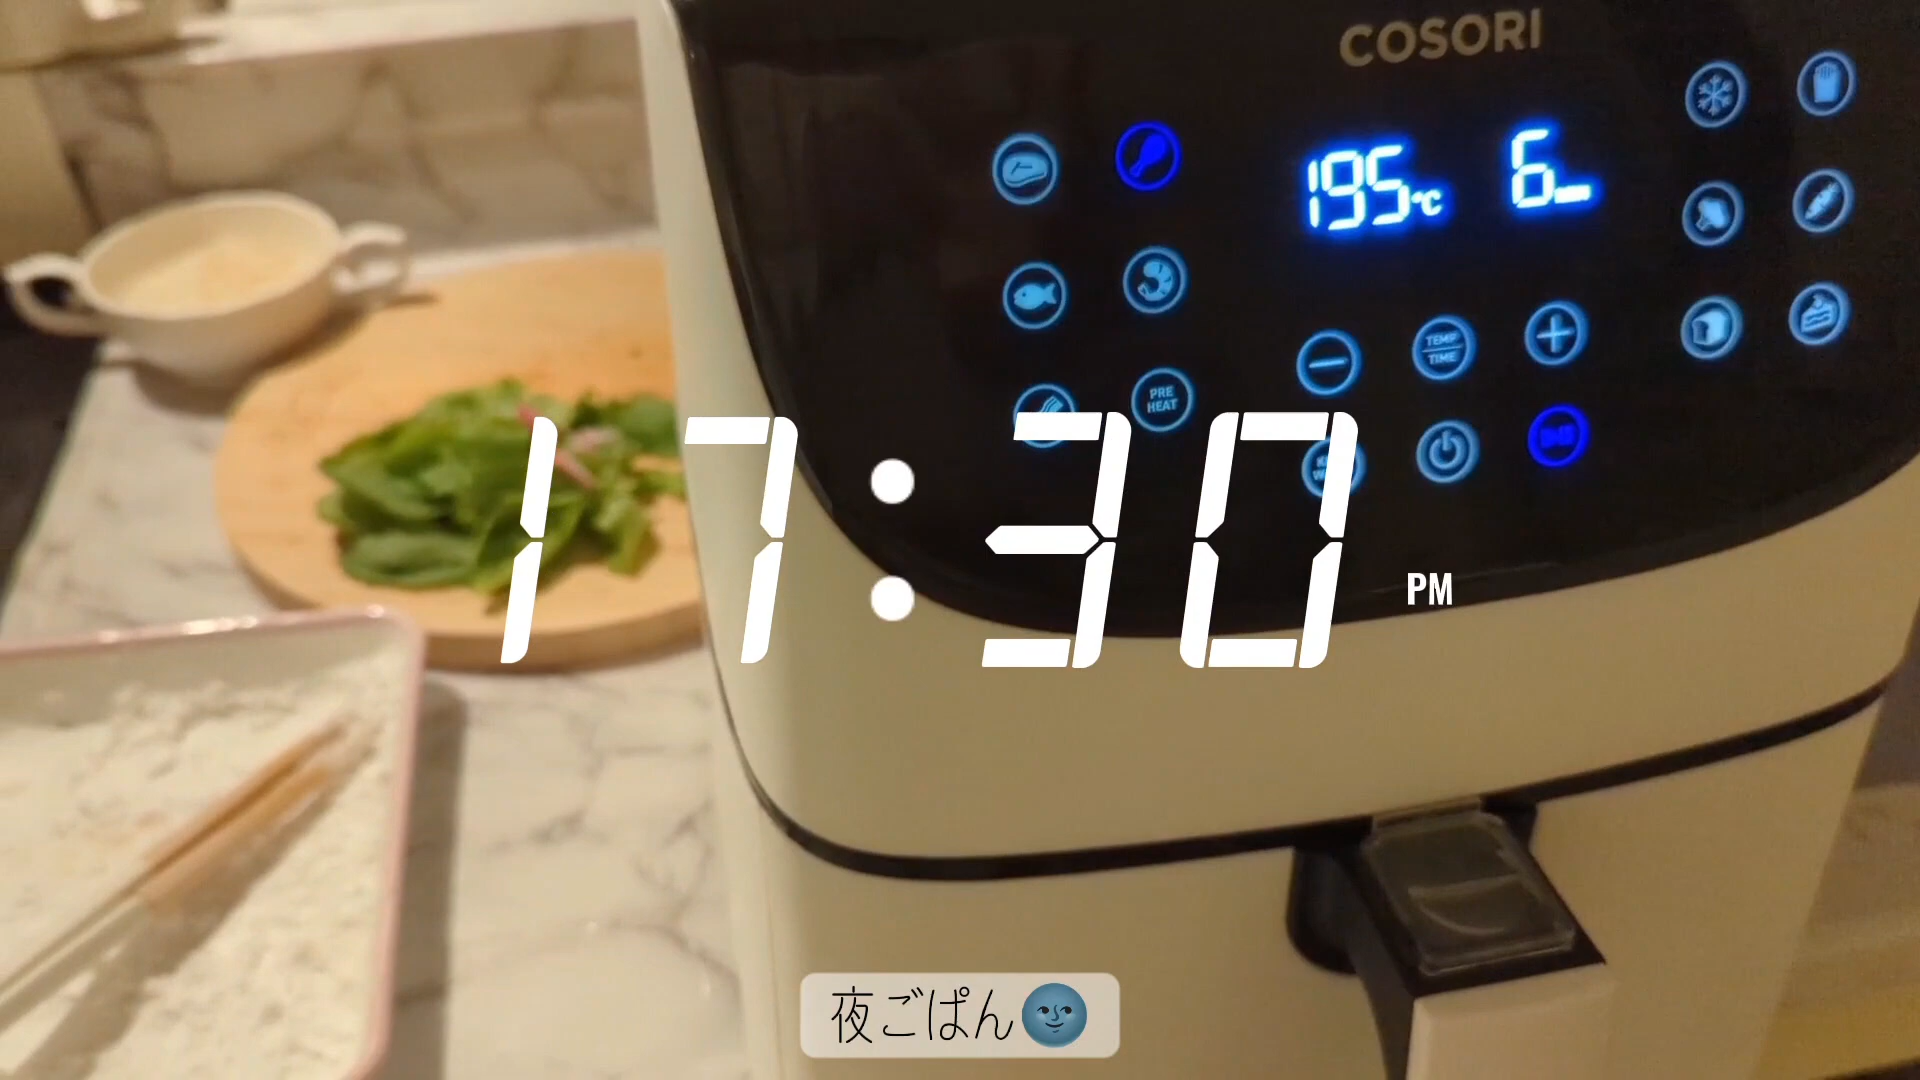 COSORI
195°C 6
TEMP
TIME
PRE
HEAT
17:30 PM
夜ごぱん🌚